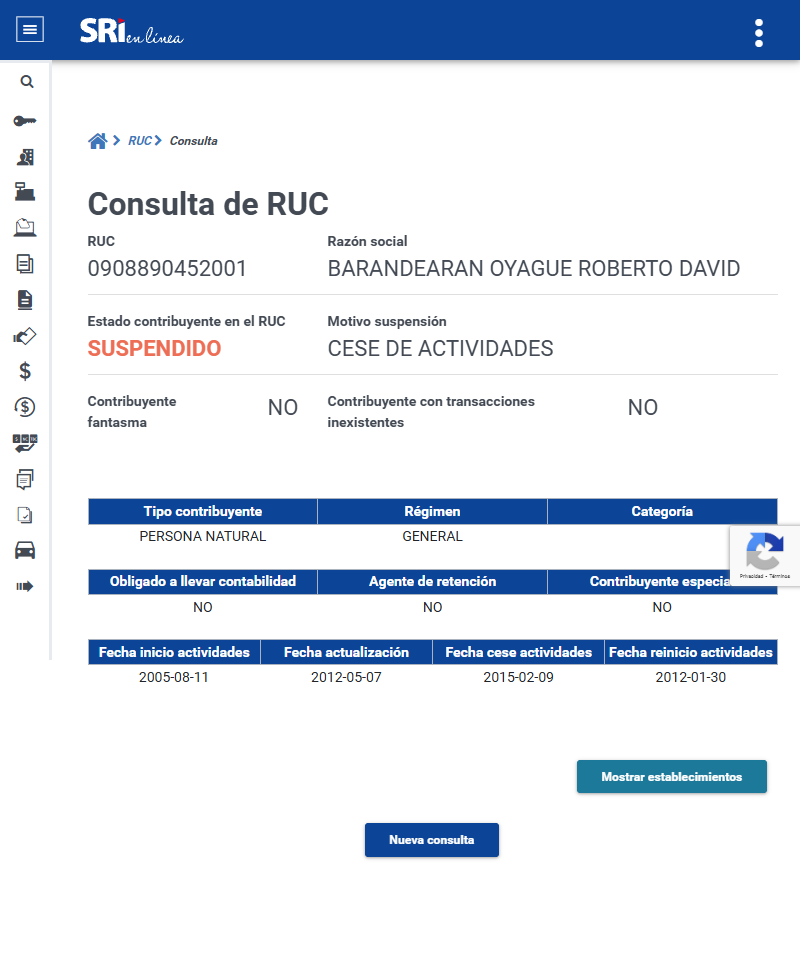 SRi en línea
RUC Consulta
Consulta de RUC
RUC Razón social
0908890452001 BARANDEARAN OYAGUE ROBERTO DAVID
Estado contribuyente en el RUC Motivo suspensión
SUSPENDIDO CESE DE ACTIVIDADES
Contribuyente fantasma NO Contribuyente con transacciones inexistentes NO
Tipo contribuyente Régimen Categoría
PERSONA NATURAL GENERAL
Privacidad - Términos
Obligado a llevar contabilidad Agente de retención Contribuyente especia
NO NO NO
Fecha inicio actividades Fecha actualización Fecha cese actividades Fecha reinicio actividades
2005-08-11 2012-05-07 2015-02-09 2012-01-30
Mostrar establecimientos
Nueva consulta